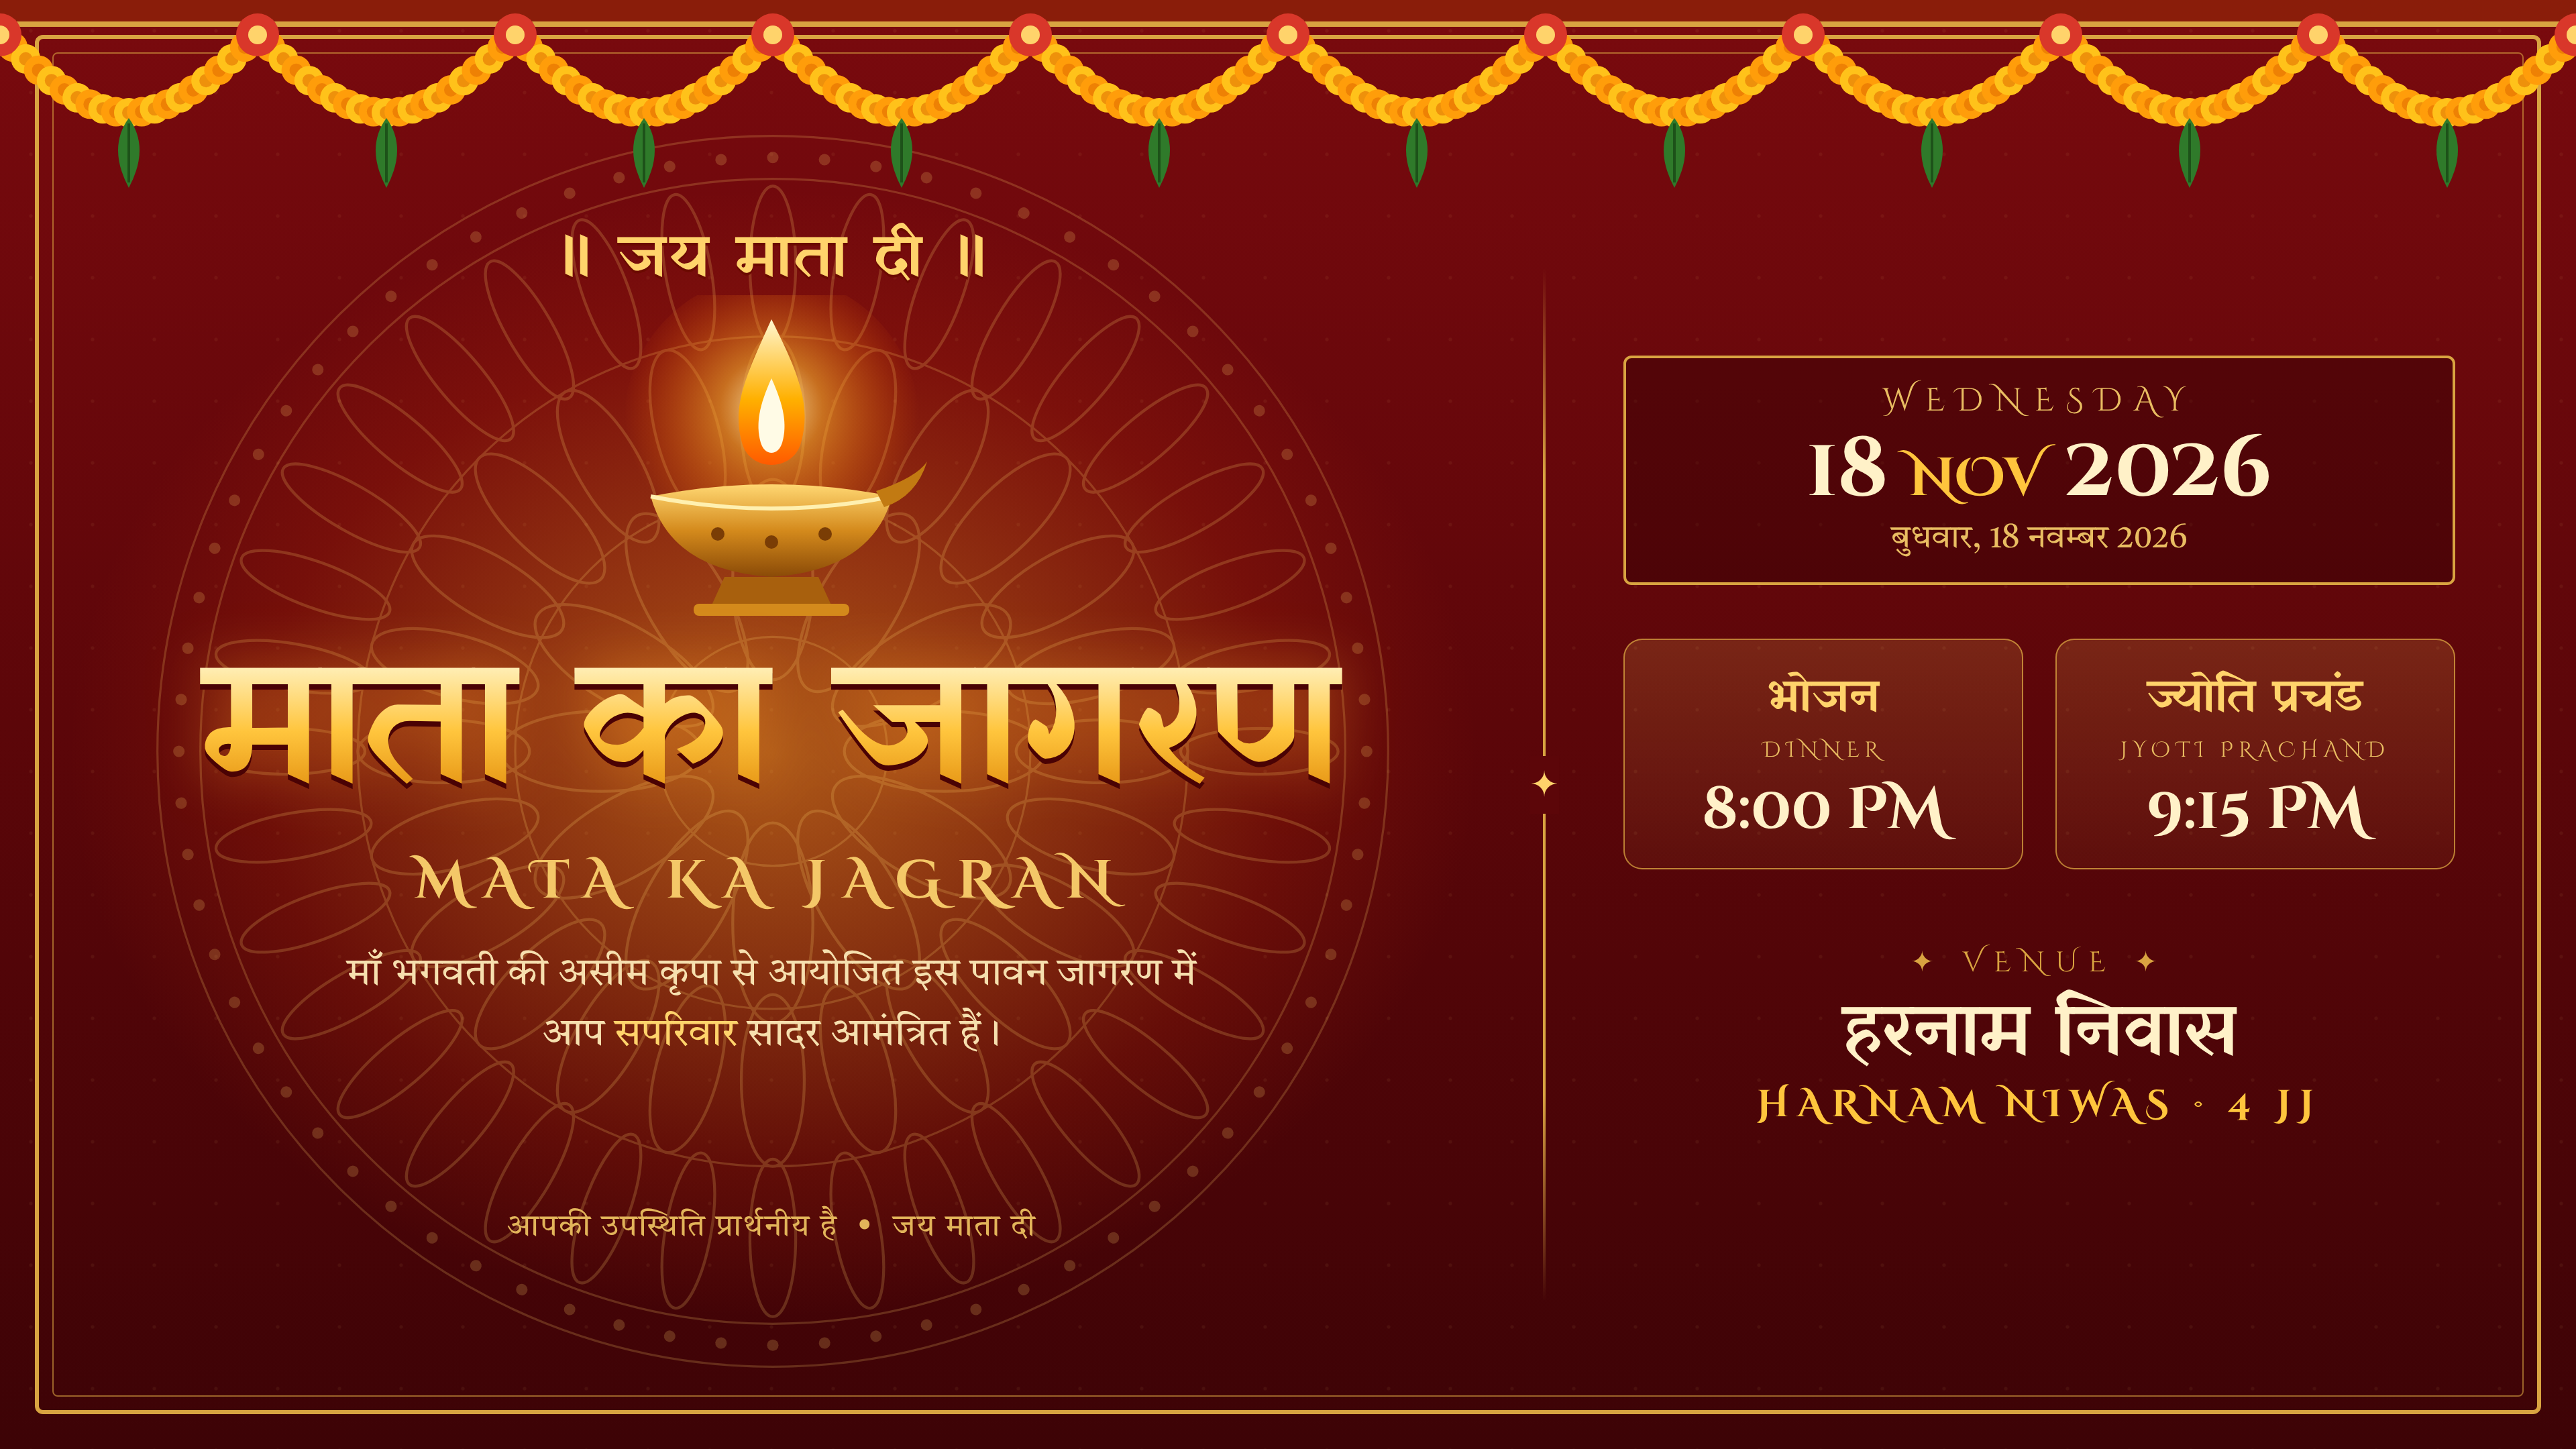 ॥ जय माता दी ॥
माता का जागरण
MATA KA JAGRAN
माँ भगवती की असीम कृपा से आयोजित इस पावन जागरण में
आप सपरिवार सादर आमंत्रित हैं।
आपकी उपस्थिति प्रार्थनीय है • जय माता दी
WEDNESDAY
18 NOV 2026
बुधवार, 18 नवम्बर 2026
भोजन
DINNER
8:00 PM
ज्योति प्रचंड
JYOTI PRACHAND
9:15 PM
✦ VENUE ✦
हरनाम निवास
HARNAM NIWAS · 4 JJ